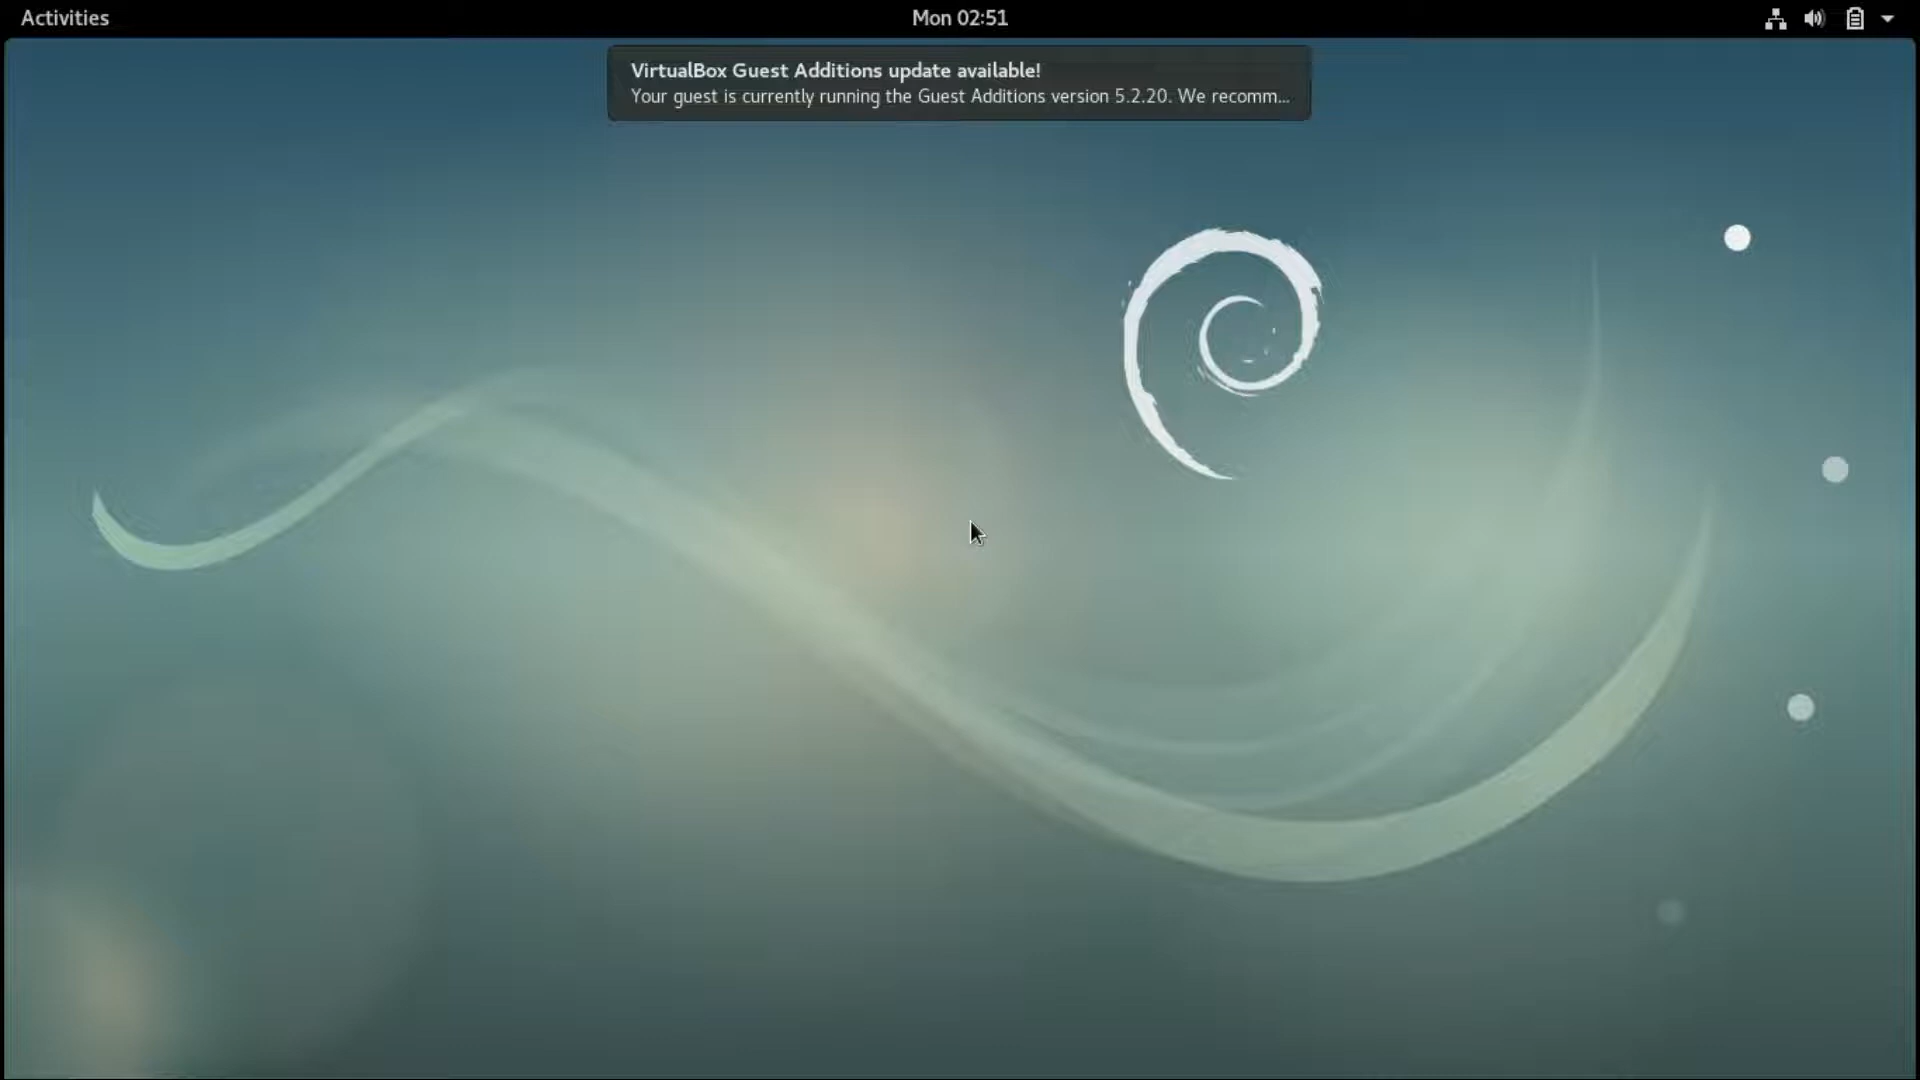 Activities
Mon 02:51
VirtualBox Guest Additions update available!
Your guest is currently running the Guest Additions version 5.2.20. We recomm...